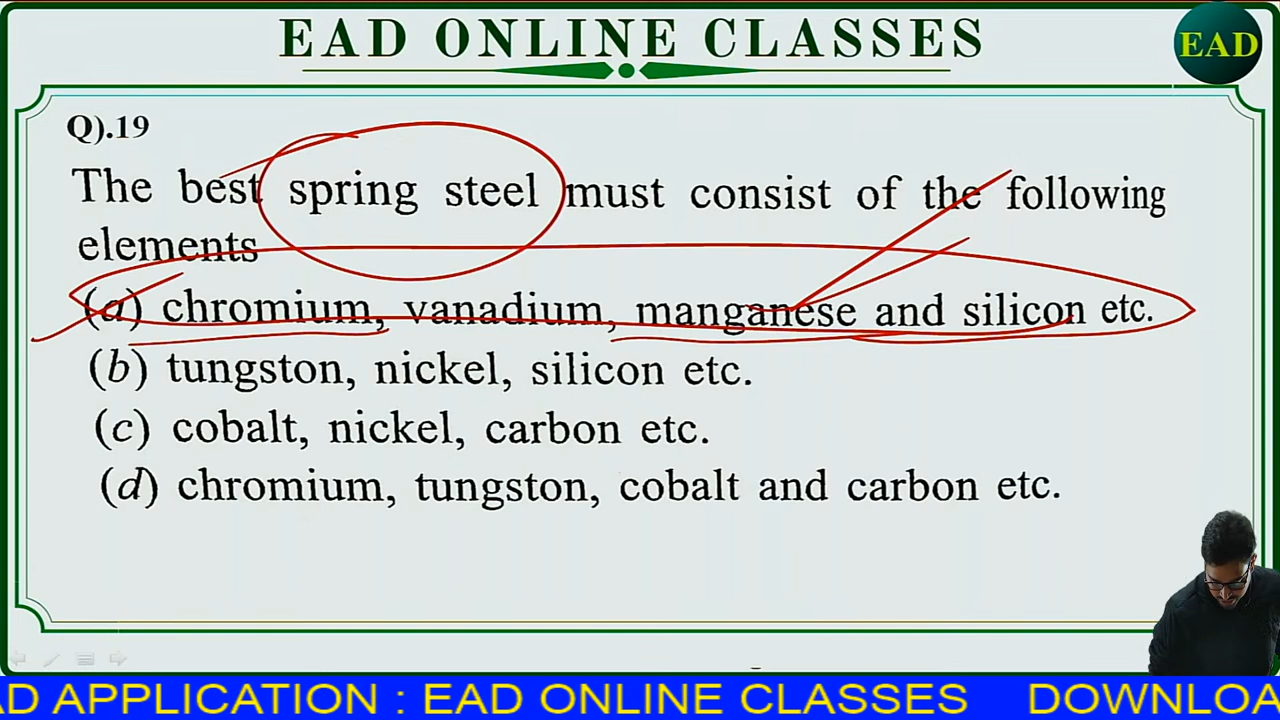 EAD ONLINE CLASSES
EAD
Q).19
The best spring steel must consist of the following
elements
(a) chromium, vanadium, manganese and silicon etc.
(b) tungston, nickel, silicon etc.
(c) cobalt, nickel, carbon etc.
(d) chromium, tungston, cobalt and carbon etc.
AD APPLICATION : EAD ONLINE CLASSES DOWNLOA